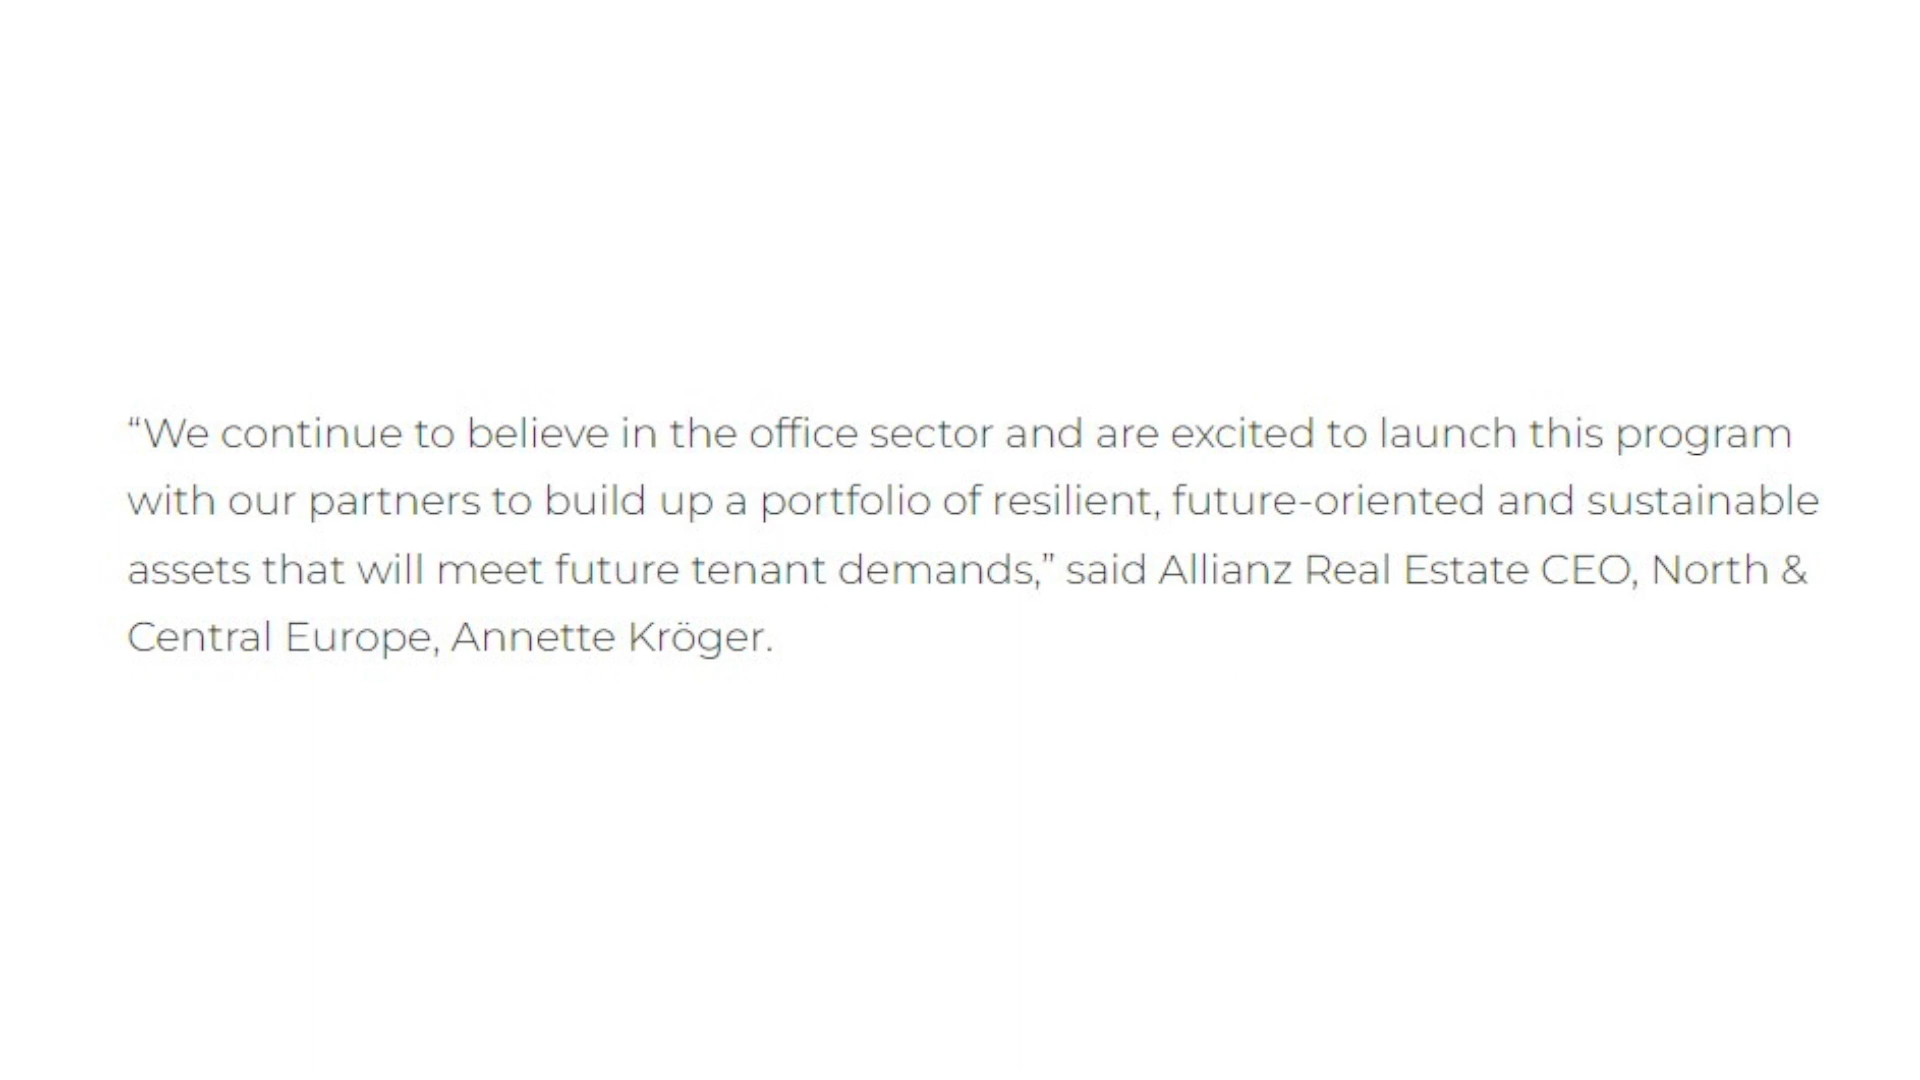 “We continue to believe in the office sector and are excited to launch this program
with our partners to build up a portfolio of resilient, future-oriented and sustainable
assets that will meet future tenant demands,” said Allianz Real Estate CEO, North &
Central Europe, Annette Kröger.